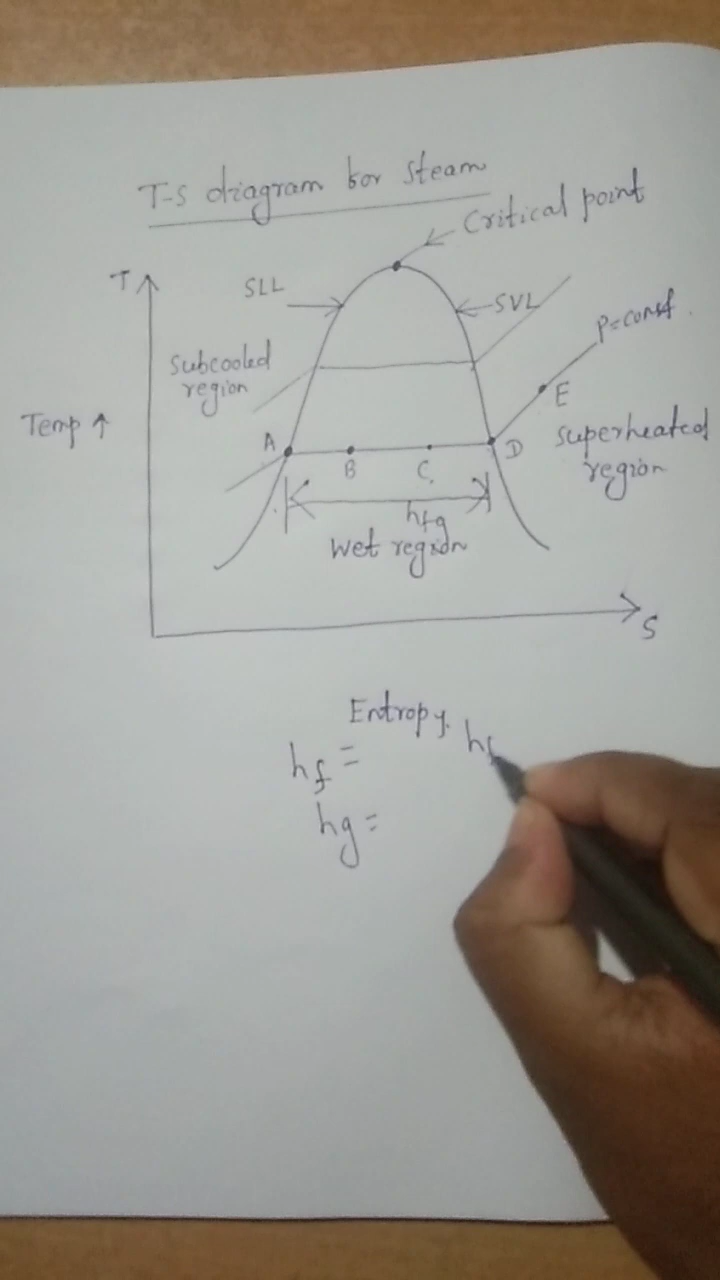 T-S diagram for steam
Critical point
T
SLL
SVL
P=const.
Subcooled
region
E
Temp ↑
A
B
C
D
superheated
region
hfg
wet region
S
Entropy.
hf =
hf
hg =